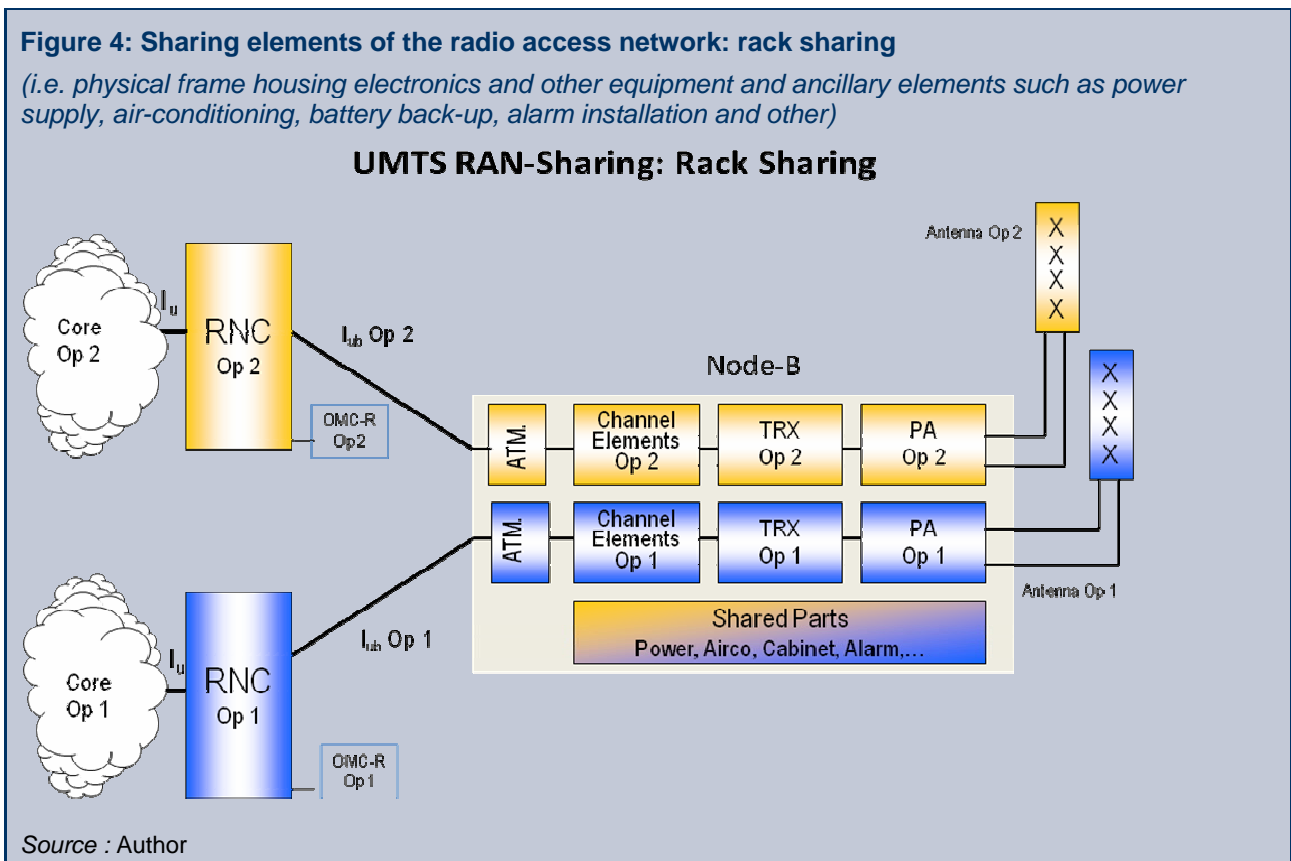 Figure 4: Sharing elements of the radio access network: rack sharing
(i.e. physical frame housing electronics and other equipment and ancillary elements such as power
supply, air-conditioning, battery back-up, alarm installation and other)
UMTS RAN-Sharing: Rack Sharing
Antenna Op 2
X
X
X
X
Core
Op 2
Iu
RNC
Op 2
Iub Op 2
OMC-R
Op2
Node-B
ATM.
Channel
Elements
Op 2
TRX
Op 2
PA
Op 2
X
X
X
X
ATM.
Channel
Elements
Op 1
TRX
Op 1
PA
Op 1
Antenna Op 1
Shared Parts
Power, Airco, Cabinet, Alarm,...
Iub Op 1
Core
Op 1
Iu
RNC
Op 1
OMC-R
Op1
Source : Author